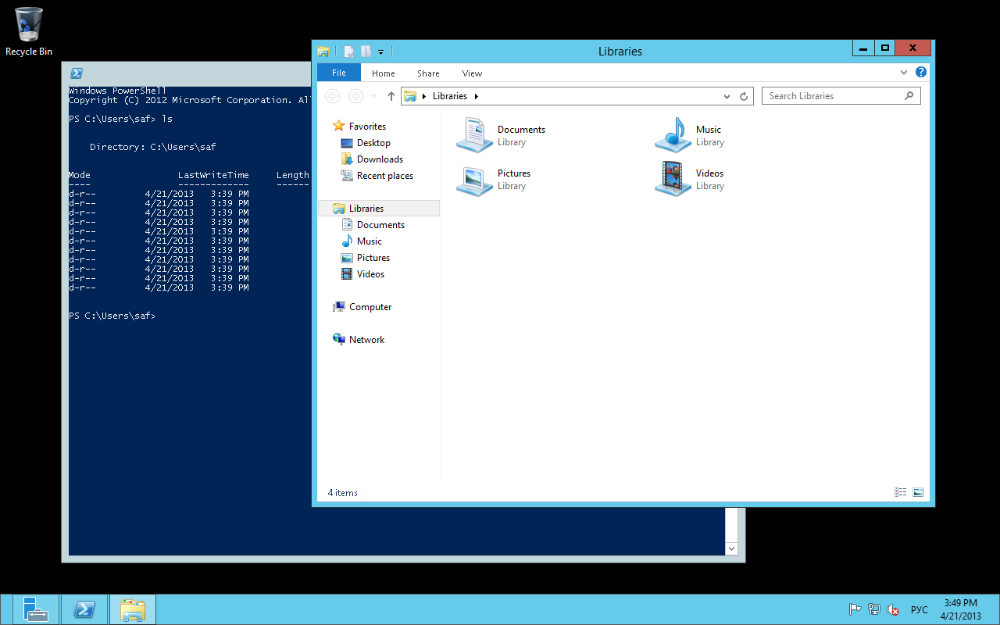 Recycle Bin
Windows PowerShell
Copyright (C) 2012 Microsoft Corporation.
PS C:\Users\saf> ls
Directory: C:\Users\saf
Mode LastWriteTime Length
---- ------------- ------
d-r-- 4/21/2013 3:39 PM
d-r-- 4/21/2013 3:39 PM
d-r-- 4/21/2013 3:39 PM
d-r-- 4/21/2013 3:39 PM
d-r-- 4/21/2013 3:39 PM
d-r-- 4/21/2013 3:39 PM
d-r-- 4/21/2013 3:39 PM
d-r-- 4/21/2013 3:39 PM
d-r-- 4/21/2013 3:39 PM
d-r-- 4/21/2013 3:39 PM
d-r-- 4/21/2013 3:39 PM
PS C:\Users\saf>
Libraries
File Home Share View
Libraries
Search Libraries
Favorites
Desktop
Downloads
Recent places
Libraries
Documents
Music
Pictures
Videos
Computer
Network
Documents
Library
Music
Library
Pictures
Library
Videos
Library
4 items
РУС
3:49 PM
4/21/2013